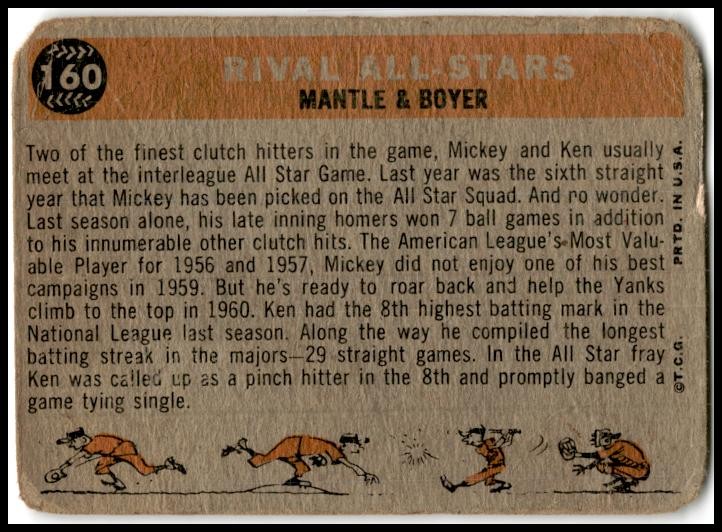 160
RIVAL ALL-STARS
MANTLE & BOYER
Two of the finest clutch hitters in the game, Mickey and Ken usually
meet at the interleague All Star Game. Last year was the sixth straight
year that Mickey has been picked on the All Star Squad. And no wonder.
Last season alone, his late inning homers won 7 ball games in addition
to his innumerable other clutch hits. The American League's Most Valu-
able Player for 1956 and 1957, Mickey did not enjoy one of his best
campaigns in 1959. But he's ready to roar back and help the Yanks
climb to the top in 1960. Ken had the 8th highest batting mark in the
National League last season. Along the way he compiled the longest
batting streak in the majors—29 straight games. In the All Star fray
Ken was called up as a pinch hitter in the 8th and promptly banged a
game tying single.
©T.C.G. PRTD. IN U.S.A.